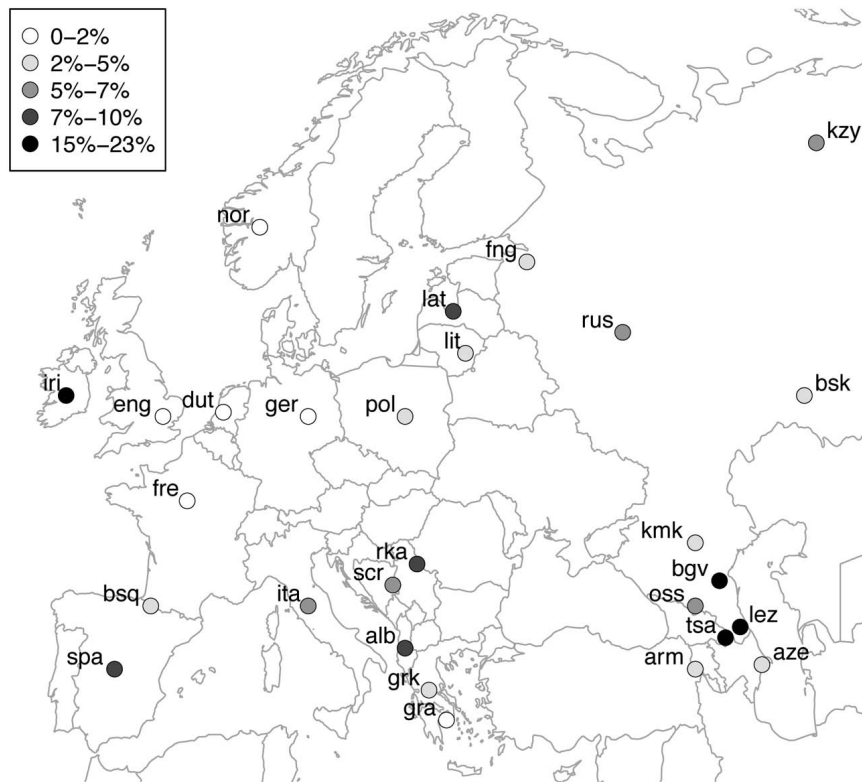 0–2%
2%–5%
5%–7%
7%–10%
15%–23%
kzy
nor
fng
lat
rus
lit
iri
eng
dut
ger
pol
bsk
fre
kmk
rka
scr
bgv
bsq
ita
oss
lez
tsa
alb
spa
grk
arm
aze
gra